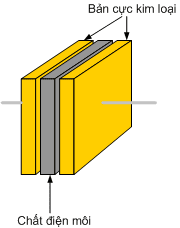 Bản cực kim loại
Chất điện môi